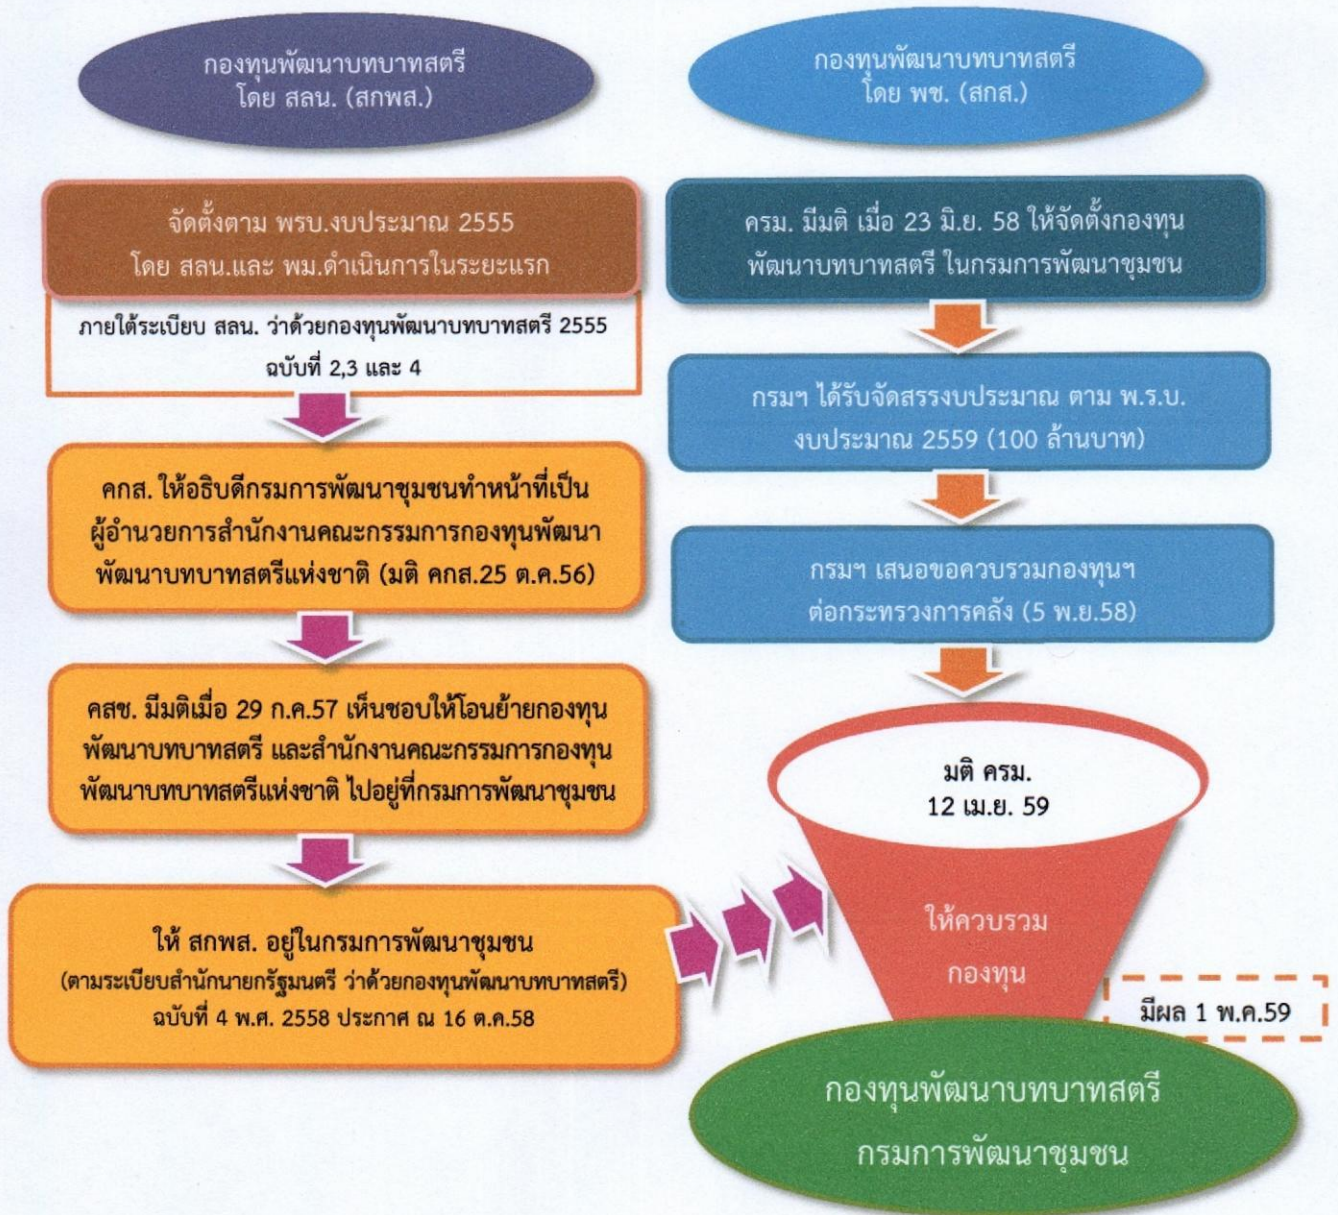 กองทุนพัฒนาบทบาทสตรี
โดย สลน. (สกพส.)
จัดตั้งตาม พรบ.งบประมาณ 2555
โดย สลน.และ พม.ดำเนินการในระยะแรก
ภายใต้ระเบียบ สลน. ว่าด้วยกองทุนพัฒนาบทบาทสตรี 2555
ฉบับที่ 2,3 และ 4
คกส. ให้อธิบดีกรมการพัฒนาชุมชนทำหน้าที่เป็น
ผู้อำนวยการสำนักงานคณะกรรมการกองทุนพัฒนา
พัฒนาบทบาทสตรีแห่งชาติ (มติ คกส.25 ต.ค.56)
คสช. มีมติเมื่อ 29 ก.ค.57 เห็นชอบให้โอนย้ายกองทุน
พัฒนาบทบาทสตรี และสำนักงานคณะกรรมการกองทุน
พัฒนาบทบาทสตรีแห่งชาติ ไปอยู่ที่กรมการพัฒนาชุมชน
ให้ สกพส. อยู่ในกรมการพัฒนาชุมชน
(ตามระเบียบสำนักนายกรัฐมนตรี ว่าด้วยกองทุนพัฒนาบทบาทสตรี)
ฉบับที่ 4 พ.ศ. 2558 ประกาศ ณ 16 ต.ค.58
กองทุนพัฒนาบทบาทสตรี
โดย พช. (สกส.)
ครม. มีมติ เมื่อ 23 มิ.ย. 58 ให้จัดตั้งกองทุน
พัฒนาบทบาทสตรี ในกรมการพัฒนาชุมชน
กรมฯ ได้รับจัดสรรงบประมาณ ตาม พ.ร.บ.
งบประมาณ 2559 (100 ล้านบาท)
กรมฯ เสนอขอควบรวมกองทุนฯ
ต่อกระทรวงการคลัง (5 พ.ย.58)
มติ ครม.
12 เม.ย. 59
ให้ควบรวม
กองทุน
มีผล 1 พ.ค.59
กองทุนพัฒนาบทบาทสตรี
กรมการพัฒนาชุมชน